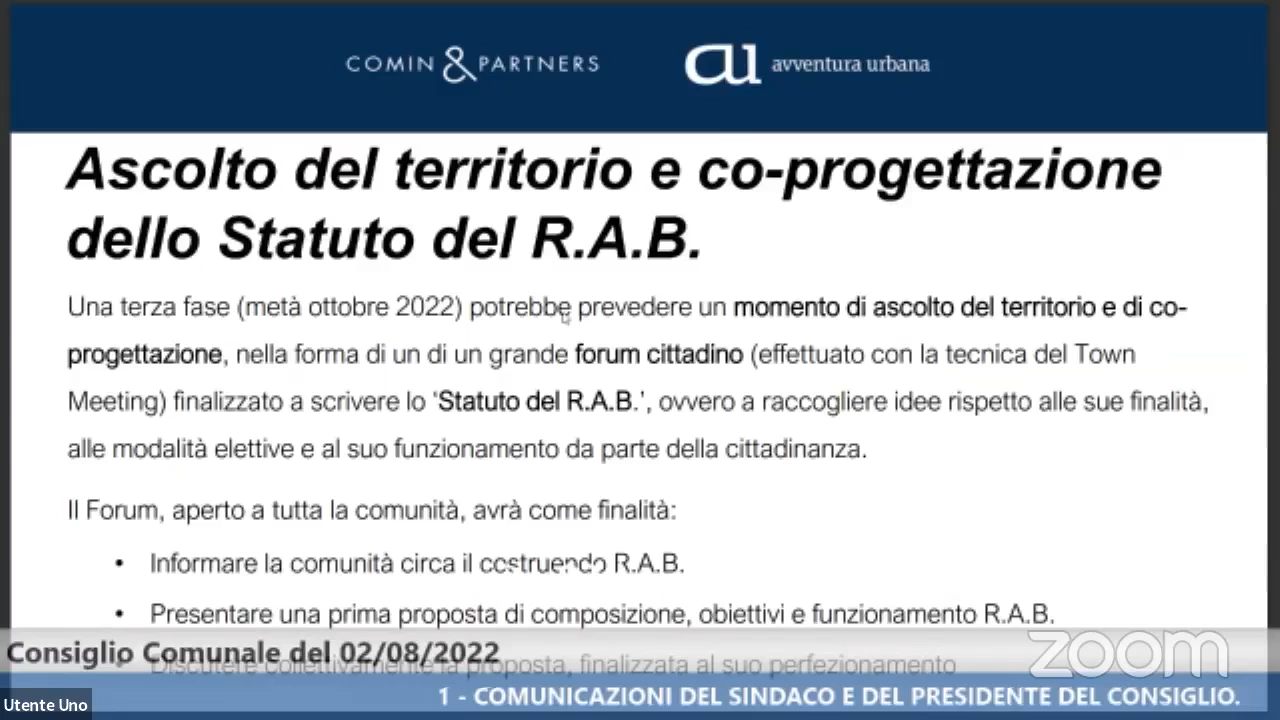 COMIN & PARTNERS
au avventura urbana
Ascolto del territorio e co-progettazione
dello Statuto del R.A.B.
Una terza fase (metà ottobre 2022) potrebbe prevedere un momento di ascolto del territorio e di co-
progettazione, nella forma di un di un grande forum cittadino (effettuato con la tecnica del Town
Meeting) finalizzato a scrivere lo 'Statuto del R.A.B.', ovvero a raccogliere idee rispetto alle sue finalità,
alle modalità elettive e al suo funzionamento da parte della cittadinanza.
Il Forum, aperto a tutta la comunità, avrà come finalità:
• Informare la comunità circa il costruendo R.A.B.
• Presentare una prima proposta di composizione, obiettivi e funzionamento R.A.B.
• Discutere collettivamente la proposta, finalizzata al suo perfezionamento
Consiglio Comunale del 02/08/2022
zoom
1 - COMUNICAZIONI DEL SINDACO E DEL PRESIDENTE DEL CONSIGLIO.
Utente Uno